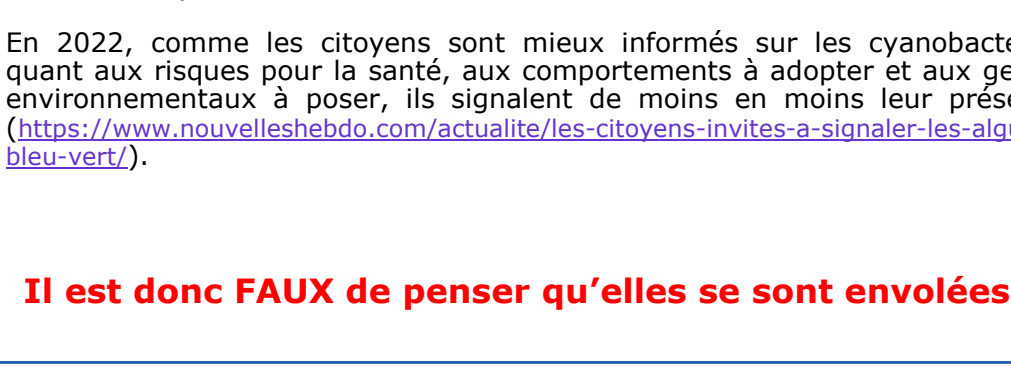 En 2022, comme les citoyens sont mieux informés sur les cyanobacte
quant aux risques pour la santé, aux comportements à adopter et aux ge
environnementaux à poser, ils signalent de moins en moins leur prése
(https://www.nouvelleshebdo.com/actualite/les-citoyens-invites-a-signaler-les-algu
bleu-vert/).
Il est donc FAUX de penser qu’elles se sont envolées